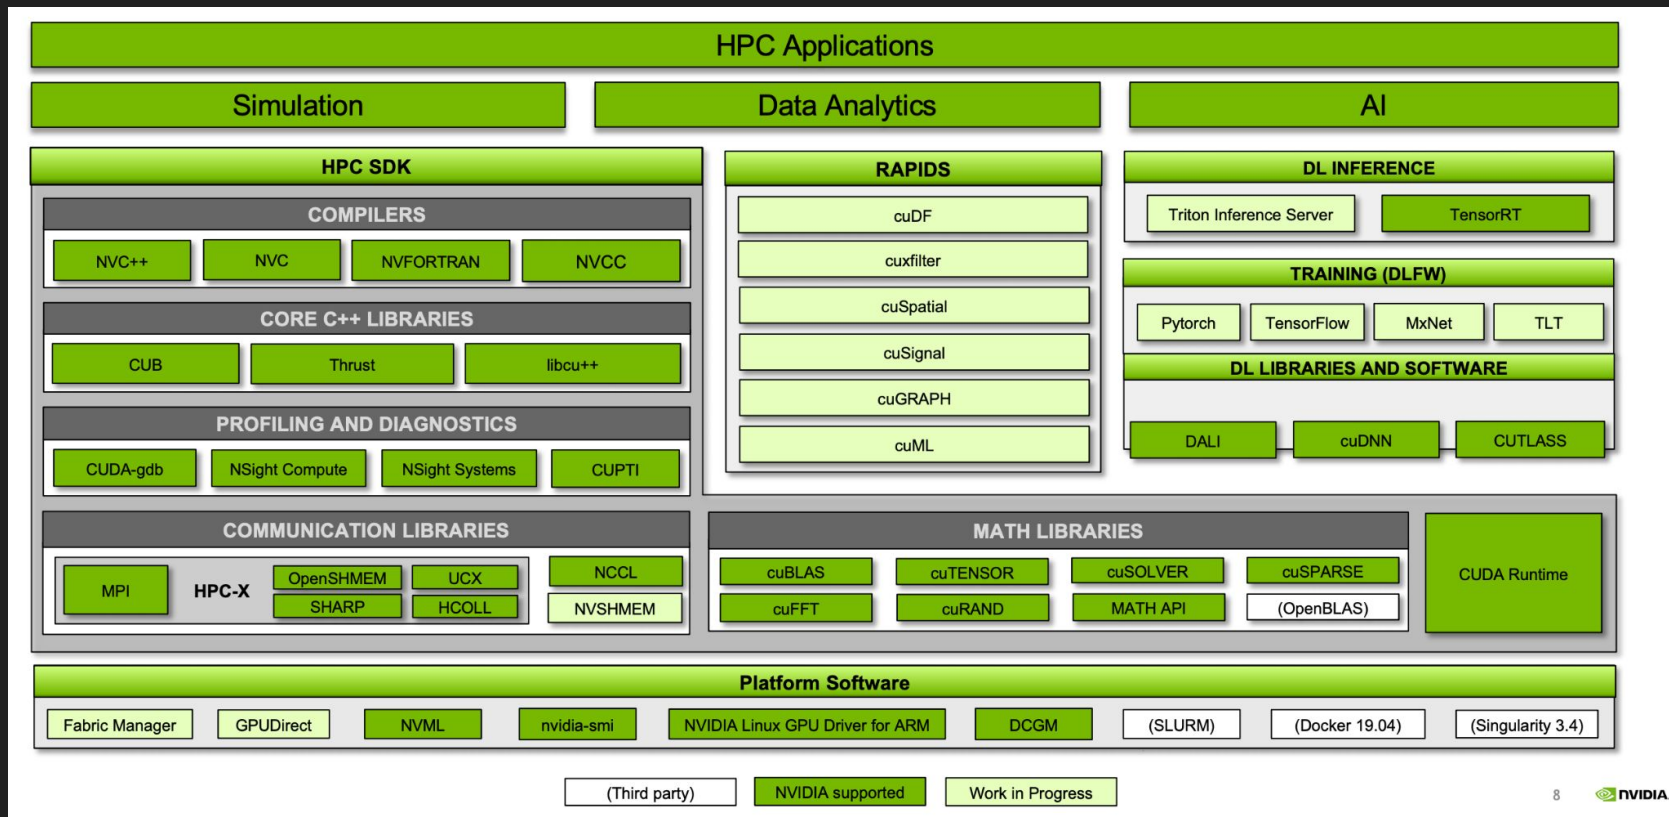 HPC Applications
Simulation
Data Analytics
AI
HPC SDK
COMPILERS
NVC++
NVC
NVFORTRAN
NVCC
CORE C++ LIBRARIES
CUB
Thrust
libcu++
PROFILING AND DIAGNOSTICS
CUDA-gdb
NSight Compute
NSight Systems
CUPTI
COMMUNICATION LIBRARIES
MPI
HPC-X
OpenSHMEM
UCX
SHARP
HCOLL
NCCL
NVSHMEM
RAPIDS
cuDF
cuxfilter
cuSpatial
cuSignal
cuGRAPH
cuML
DL INFERENCE
Triton Inference Server
TensorRT
TRAINING (DLFW)
Pytorch
TensorFlow
MxNet
TLT
DL LIBRARIES AND SOFTWARE
DALI
cuDNN
CUTLASS
MATH LIBRARIES
cuBLAS
cuTENSOR
cuSOLVER
cuSPARSE
cuFFT
cuRAND
MATH API
(OpenBLAS)
CUDA Runtime
Platform Software
Fabric Manager
GPUDirect
NVML
nvidia-smi
NVIDIA Linux GPU Driver for ARM
DCGM
(SLURM)
(Docker 19.04)
(Singularity 3.4)
(Third party)
NVIDIA supported
Work in Progress
8
NVIDIA